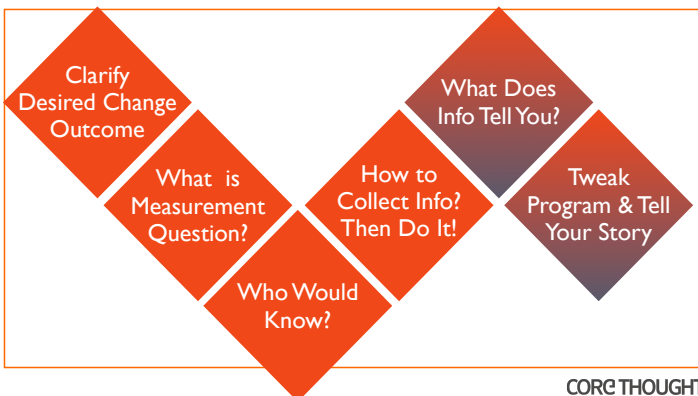 Clarify
Desired Change
Outcome
What is
Measurement
Question?
Who Would
Know?
How to
Collect Info?
Then Do It!
What Does
Info Tell You?
Tweak
Program & Tell
Your Story
CORE THOUGHT